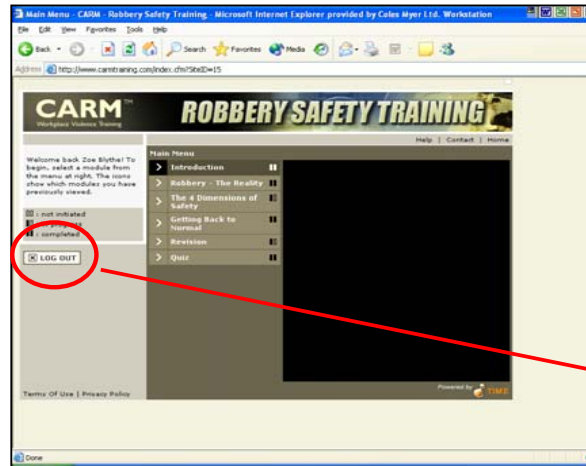 Main Menu - CARM - Robbery Safety Training - Microsoft Internet Explorer provided by Coles Myer Ltd. Workstation
File Edit View Favorites Tools Help
Back Search Favorites Media
Address http://www.carmtraining.com/index.cfm?SiteID=15
CARM™ ROBBERY SAFETY TRAINING
Workplace Violence Training
Help | Contact | Home
Main Menu
Welcome back Zoe Blythe! To
begin, select a module from
the menu at right. The icons
show which modules you have
previously viewed.
: not initiated
: completed
LOG OUT
Introduction
Robbery - The Reality
The 4 Dimensions of
Safety
Getting Back to
Normal
Revision
Quiz
Terms Of Use | Privacy Policy
Powered by TIME
Done